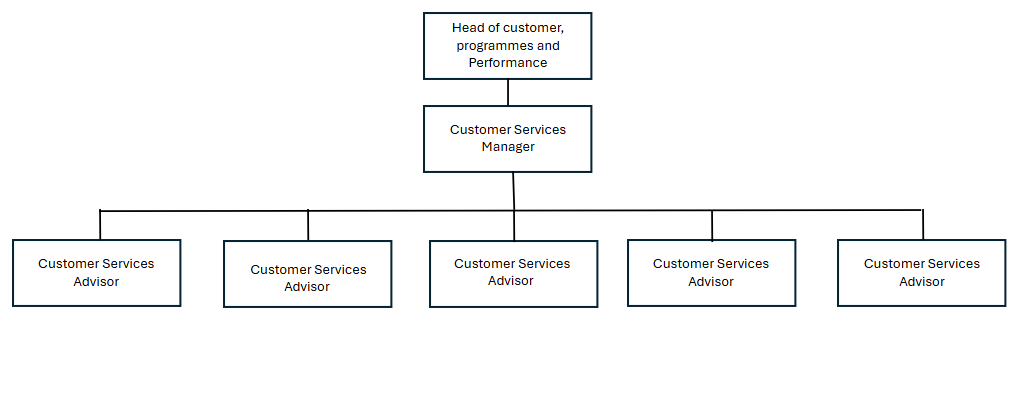 Head of customer,
programmes and
Performance
Customer Services
Manager
Customer Services
Advisor
Customer Services
Advisor
Customer Services
Advisor
Customer Services
Advisor
Customer Services
Advisor